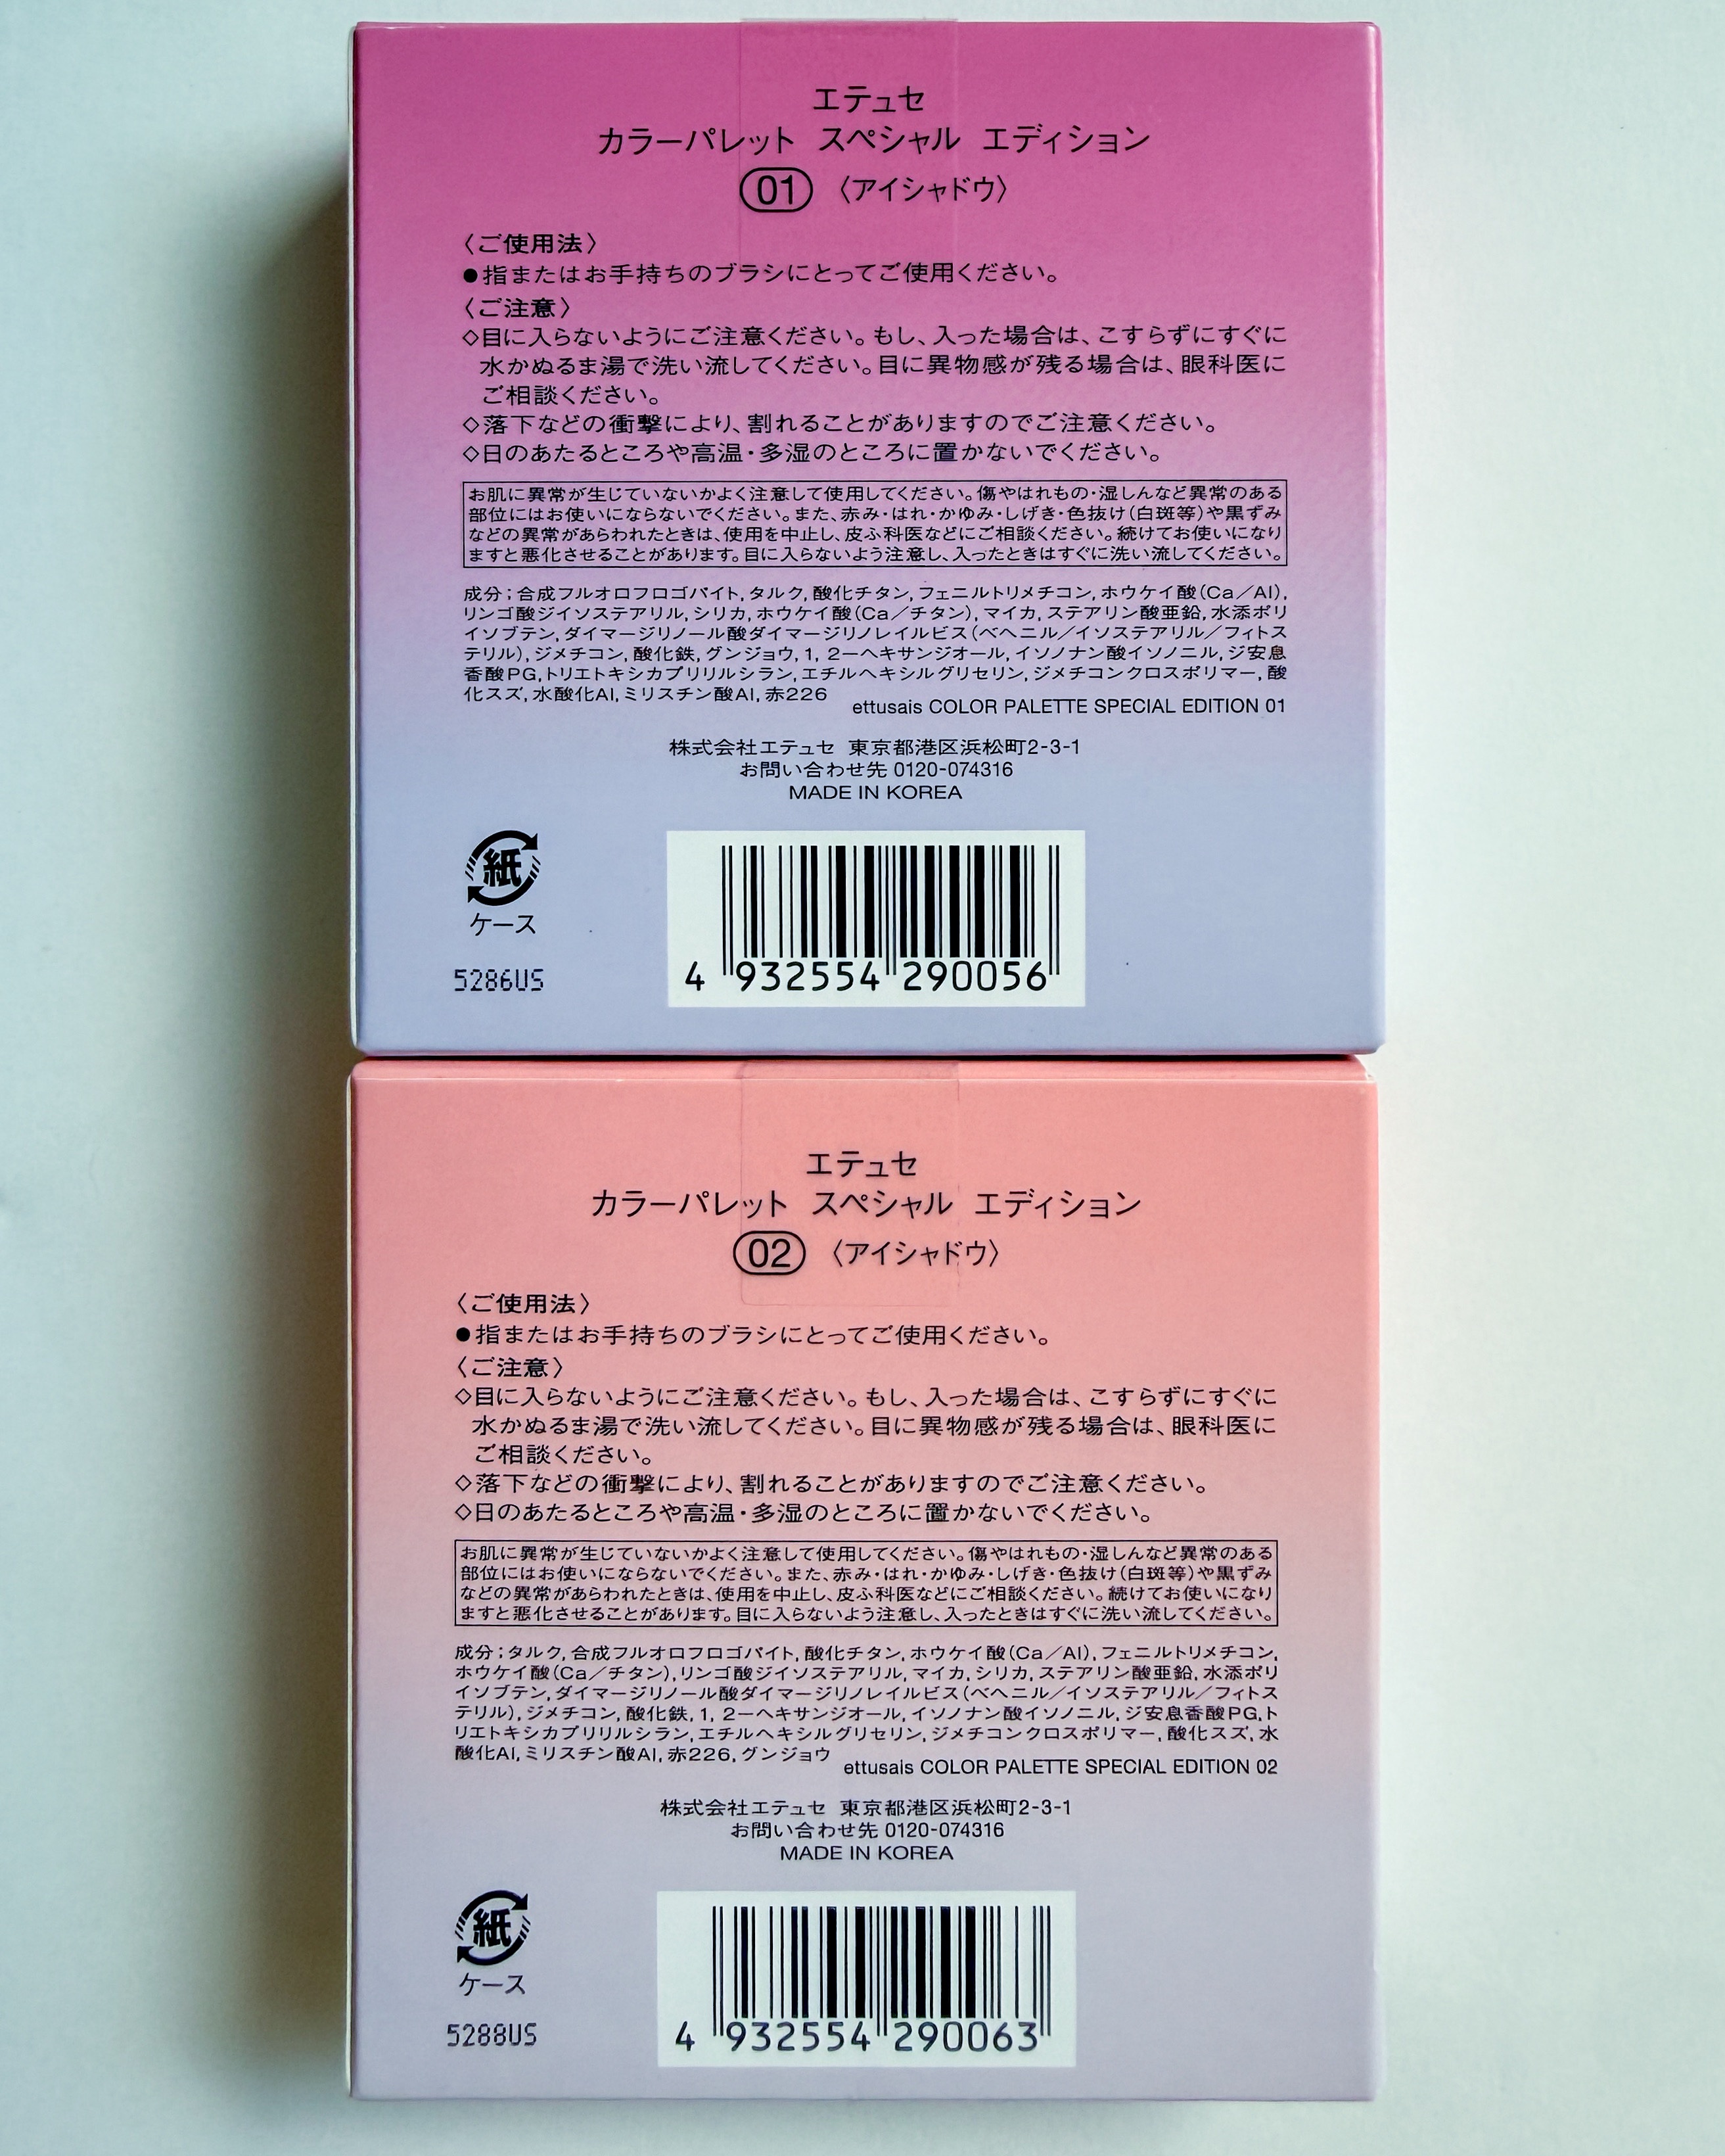 エテュセ
カラーパレット スペシャル エディション
01 〈アイシャドウ〉
〈ご使用法〉
●指またはお手持ちのブラシにとってご使用ください。
〈ご注意〉
◇目に入らないようにご注意ください。もし、入った場合は、こすらずにすぐに
水かぬるま湯で洗い流してください。目に異物感が残る場合は、眼科医に
ご相談ください。
◇落下などの衝撃により、割れることがありますのでご注意ください。
◇日のあたるところや高温・多湿のところに置かないでください。
お肌に異常が生じていないかよく注意して使用してください。傷やはれもの・湿しんなど異常のある
部位にはお使いにならないでください。また、赤み・はれ・かゆみ・しげき・色抜け(白斑等)や黒ずみ
などの異常があらわれたときは、使用を中止し、皮ふ科医などにご相談ください。続けてお使いになり
ますと悪化させることがあります。目に入らないよう注意し、入ったときはすぐに洗い流してください。
成分;合成フルオロフロゴパイト,タルク,酸化チタン,フェニルトリメチコン,ホウケイ酸(Ca/Al),
リンゴ酸ジイソステアリル,シリカ,ホウケイ酸(Ca/チタン),マイカ,ステアリン酸亜鉛,水添ポリ
イソブテン,ダイマージリノール酸ダイマージリノレイルビス(ベヘニル/イソステアリル/フィトス
テリル),ジメチコン,酸化鉄,グンジョウ,1,2-ヘキサンジオール,イソノナン酸イソノニル,ジ安息
香酸PG,トリエトキシカプリリルシラン,エチルヘキシルグリセリン,ジメチコンクロスポリマー,酸
化スズ,水酸化Al,ミリスチン酸Al,赤226
ettusais COLOR PALETTE SPECIAL EDITION 01
株式会社エテュセ 東京都港区浜松町2-3-1
お問い合わせ先 0120-074316
MADE IN KOREA
紙
ケース
5286US
4 932554 290056
エテュセ
カラーパレット スペシャル エディション
02 〈アイシャドウ〉
〈ご使用法〉
●指またはお手持ちのブラシにとってご使用ください。
〈ご注意〉
◇目に入らないようにご注意ください。もし、入った場合は、こすらずにすぐに
水かぬるま湯で洗い流してください。目に異物感が残る場合は、眼科医に
ご相談ください。
◇落下などの衝撃により、割れることがありますのでご注意ください。
◇日のあたるところや高温・多湿のところに置かないでください。
お肌に異常が生じていないかよく注意して使用してください。傷やはれもの・湿しんなど異常のある
部位にはお使いにならないでください。また、赤み・はれ・かゆみ・しげき・色抜け(白斑等)や黒ずみ
などの異常があらわれたときは、使用を中止し、皮ふ科医などにご相談ください。続けてお使いになり
ますと悪化させることがあります。目に入らないよう注意し、入ったときはすぐに洗い流してください。
成分;タルク,合成フルオロフロゴパイト,酸化チタン,ホウケイ酸(Ca/Al),フェニルトリメチコン,
ホウケイ酸(Ca/チタン),リンゴ酸ジイソステアリル,マイカ,シリカ,ステアリン酸亜鉛,水添ポリ
イソブテン,ダイマージリノール酸ダイマージリノレイルビス(ベヘニル/イソステアリル/フィトス
テリル),ジメチコン,酸化鉄,1,2-ヘキサンジオール,イソノナン酸イソノニル,ジ安息香酸PG,ト
リエトキシカプリリルシラン,エチルヘキシルグリセリン,ジメチコンクロスポリマー,酸化スズ,水
酸化Al,ミリスチン酸Al,赤226,グンジョウ
ettusais COLOR PALETTE SPECIAL EDITION 02
株式会社エテュセ 東京都港区浜松町2-3-1
お問い合わせ先 0120-074316
MADE IN KOREA
紙
ケース
5288US
4 932554 290063